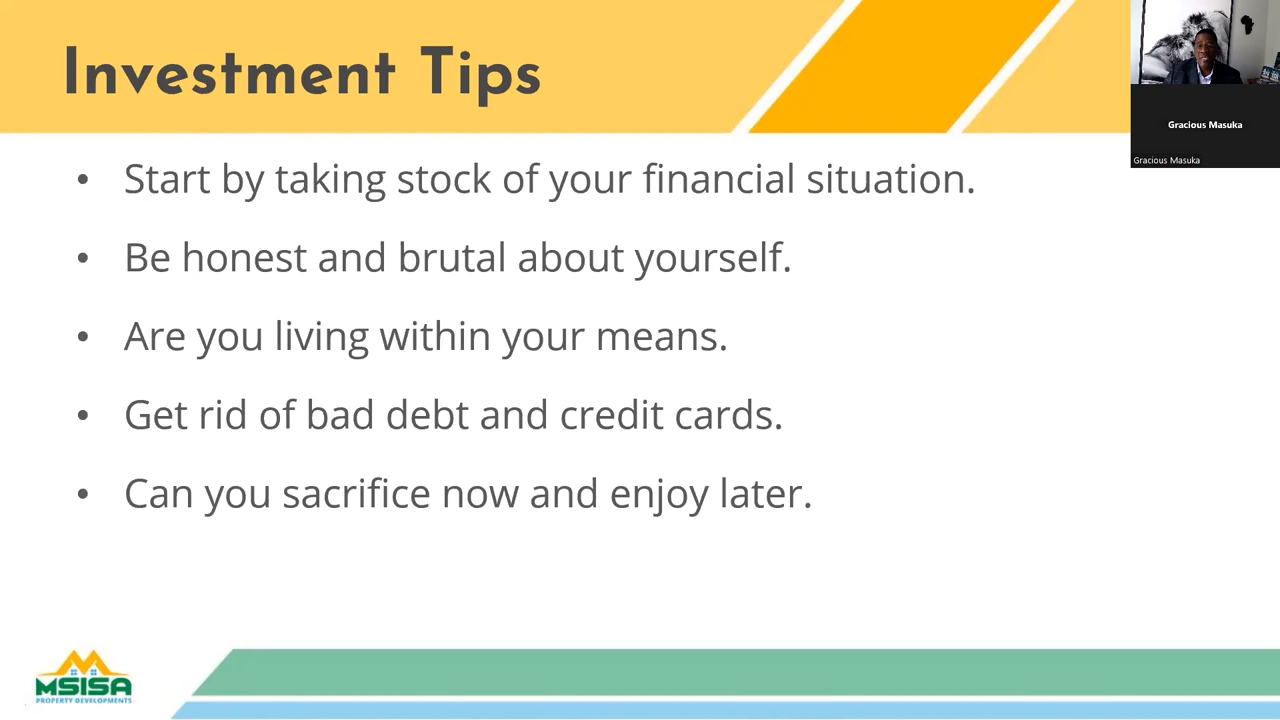 Investment Tips
Gracious Masuka
Gracious Masuka
• Start by taking stock of your financial situation.
• Be honest and brutal about yourself.
• Are you living within your means.
• Get rid of bad debt and credit cards.
• Can you sacrifice now and enjoy later.
MSISA
PROPERTY DEVELOPMENTS